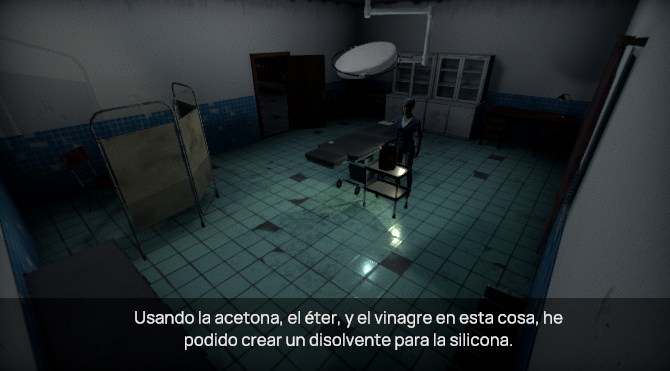 Usando la acetona, el éter, y el vinagre en esta cosa, he
podido crear un disolvente para la silicona.